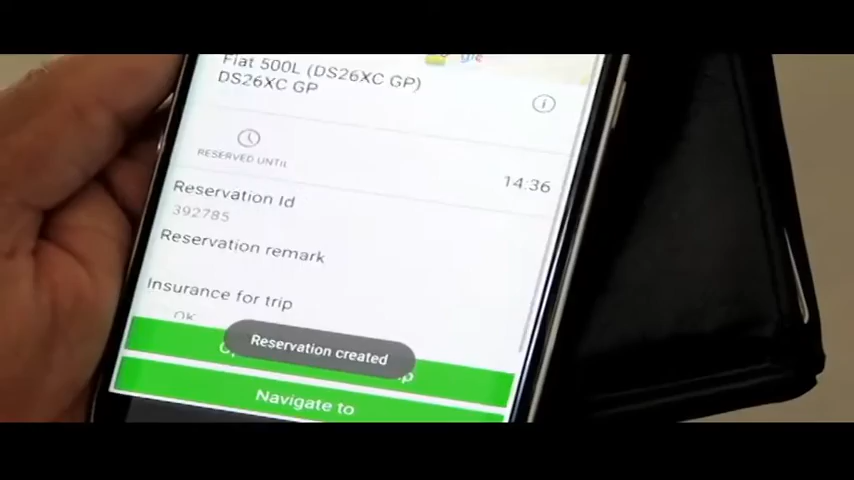 Fiat 500L (DS26XC GP)
DS26XC GP
RESERVED UNTIL
14:36
Reservation Id
392785
Reservation remark
Insurance for trip
OK
Reservation created
Navigate to